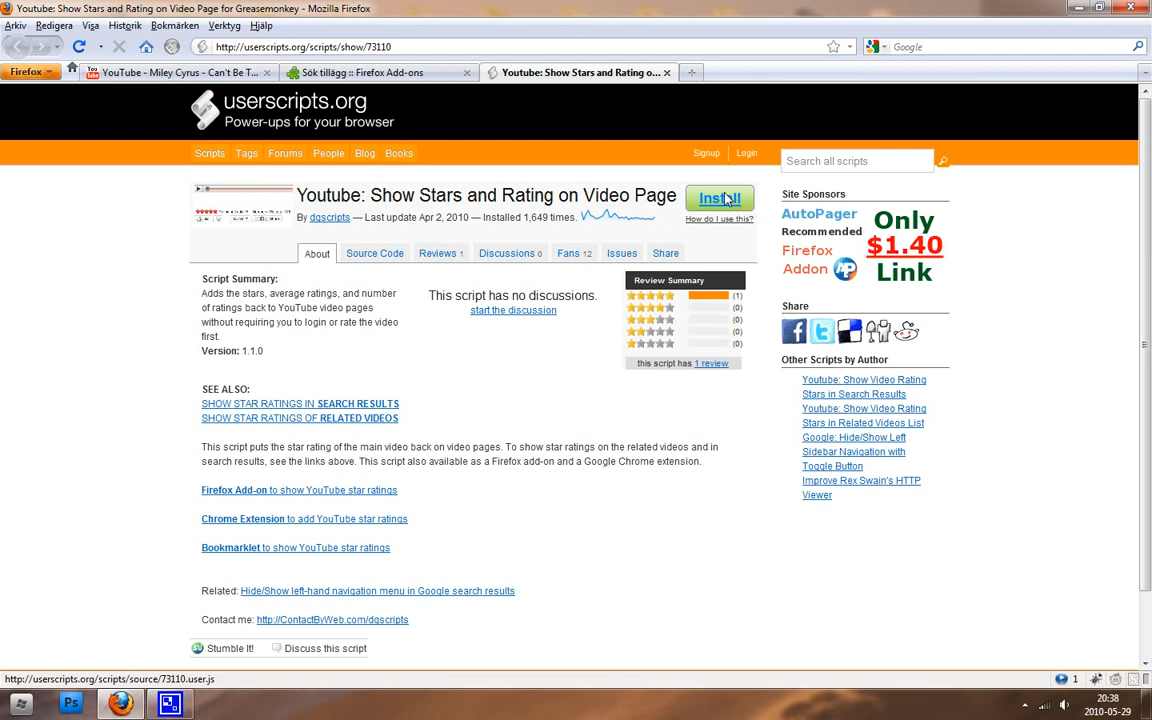 Youtube: Show Stars and Rating on Video Page for Greasemonkey - Mozilla Firefox
Arkiv Redigera Visa Historik Bokmärken Verktyg Hjälp
http://userscripts.org/scripts/show/73110
Google
Firefox
YouTube - Miley Cyrus - Can't Be T...
Sök tillägg :: Firefox Add-ons
Youtube: Show Stars and Rating o...
userscripts.org
Power-ups for your browser
Scripts Tags Forums People Blog Books
Signup Login
Search all scripts
Youtube: Show Stars and Rating on Video Page
Install
By dgscripts — Last update Apr 2, 2010 — Installed 1,649 times.
How do I use this?
About Source Code Reviews 1 Discussions 0 Fans 12 Issues Share
Script Summary:
Adds the stars, average ratings, and number
of ratings back to YouTube video pages
without requiring you to login or rate the video
first.
Version: 1.1.0
This script has no discussions.
start the discussion
Review Summary
(1)
(0)
(0)
(0)
(0)
this script has 1 review
SEE ALSO:
SHOW STAR RATINGS IN SEARCH RESULTS
SHOW STAR RATINGS OF RELATED VIDEOS
This script puts the star rating of the main video back on video pages. To show star ratings on the related videos and in
search results, see the links above. This script also available as a Firefox add-on and a Google Chrome extension.
Firefox Add-on to show YouTube star ratings
Chrome Extension to add YouTube star ratings
Bookmarklet to show YouTube star ratings
Related: Hide/Show left-hand navigation menu in Google search results
Contact me: http://ContactByWeb.com/dgscripts
Stumble It! Discuss this script
Site Sponsors
AutoPager
Recommended
Firefox
Addon AP
Only
$1.40
Link
Share
Other Scripts by Author
Youtube: Show Video Rating
Stars in Search Results
Youtube: Show Video Rating
Stars in Related Videos List
Google: Hide/Show Left
Sidebar Navigation with
Toggle Button
Improve Rex Swain's HTTP
Viewer
http://userscripts.org/scripts/source/73110.user.js
1
Ps
20:38
2010-05-29